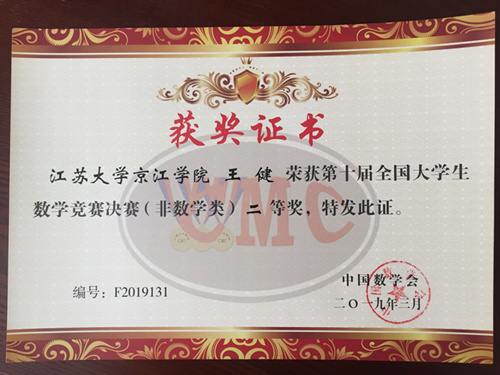 获奖证书
江苏大学京江学院 王 健 荣获第十届全国大学生
数学竞赛决赛（非数学类）二等奖，特发此证。
CMC
中国数学会
编号：F2019131
二〇一九年三月